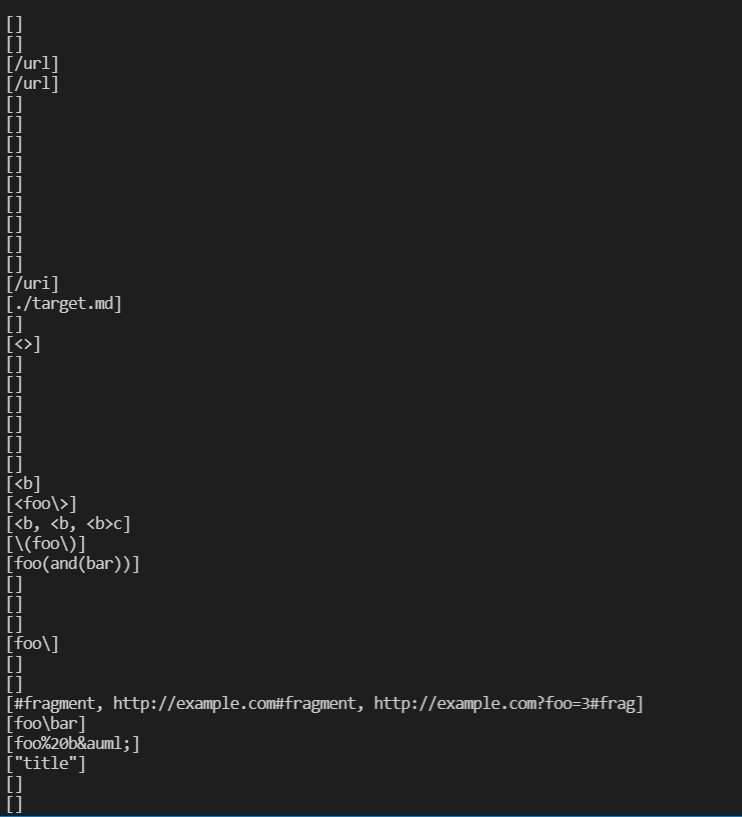 []
[]
[/url]
[/url]
[]
[]
[]
[]
[]
[]
[]
[]
[]
[/uri]
[./target.md]
[]
[<>]
[]
[]
[]
[]
[]
[]
[<b]
[<foo\>]
[<b, <b, <b>c]
[\(foo\)]
[foo(and(bar))]
[]
[]
[]
[foo\]
[]
[]
[#fragment, http://example.com#fragment, http://example.com?foo=3#frag]
[foo\bar]
[foo%20b&auml;]
["title"]
[]
[]